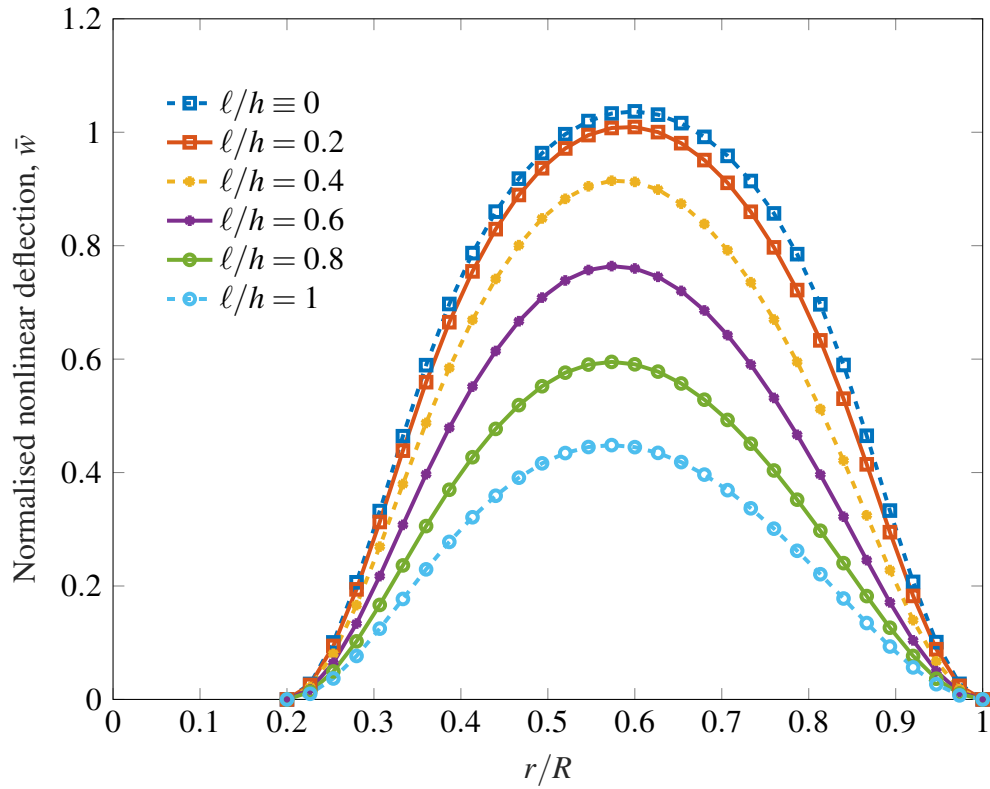 1.2
1
0.8
0.6
0.4
0.2
0
Normalised nonlinear deflection, w̄
ℓ/h ≡ 0
ℓ/h = 0.2
ℓ/h = 0.4
ℓ/h = 0.6
ℓ/h = 0.8
ℓ/h = 1
0 0.1 0.2 0.3 0.4 0.5 0.6 0.7 0.8 0.9 1
r/R